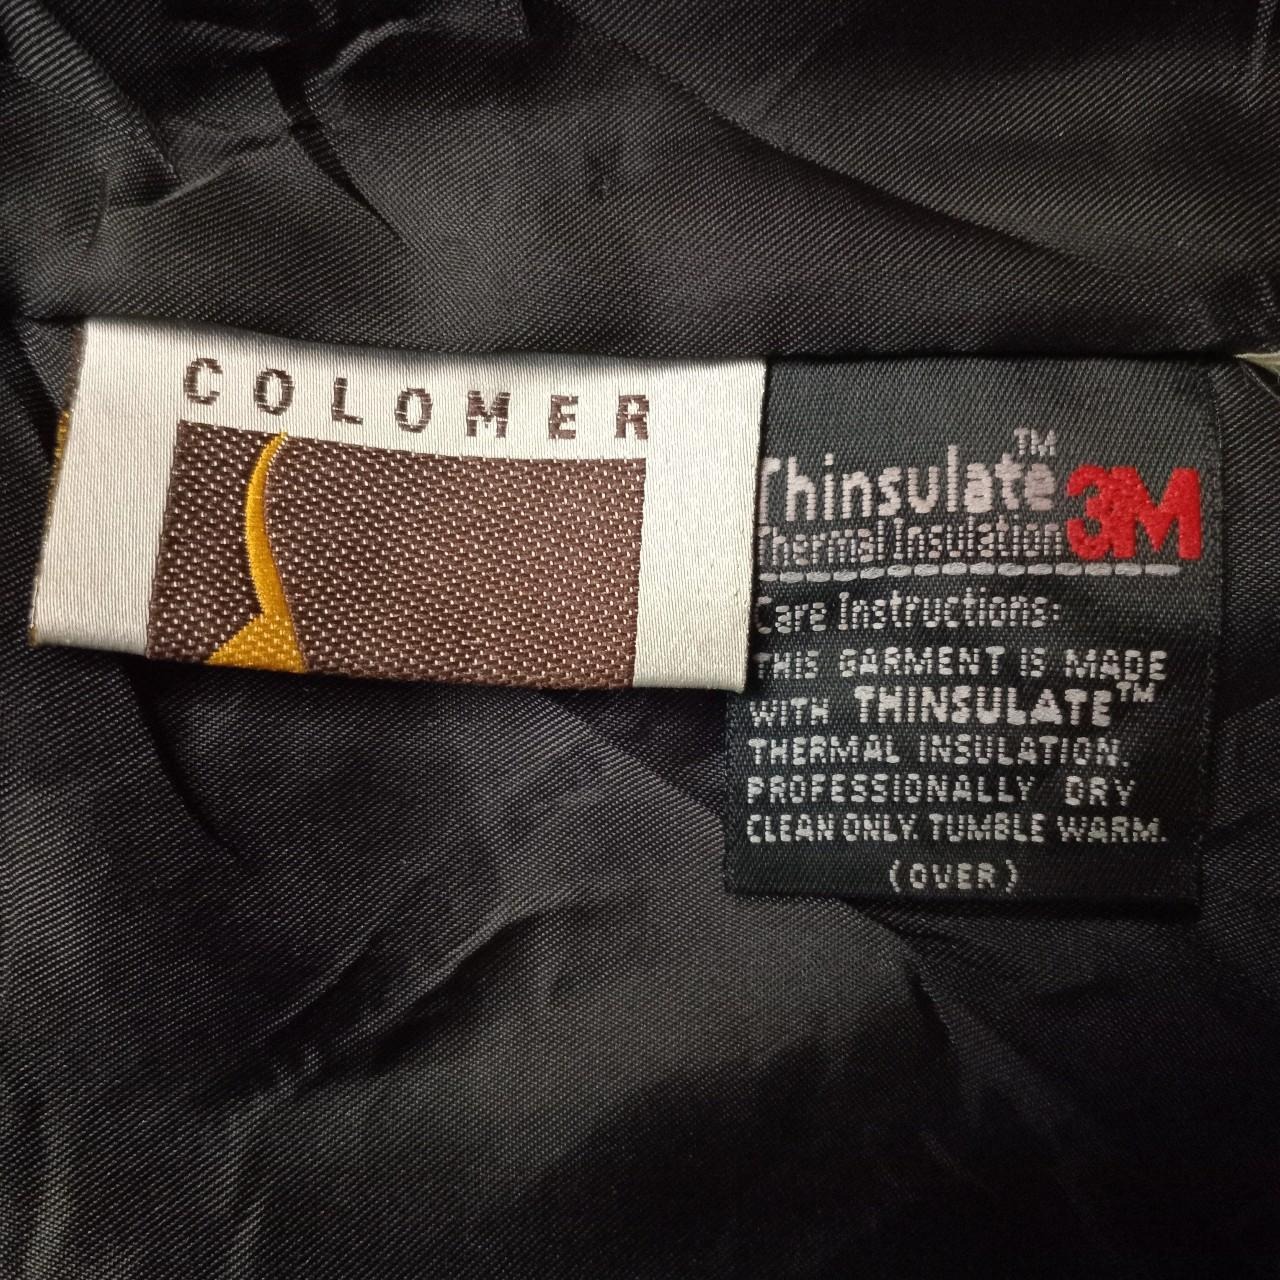 COLOMER
Thinsulate™ 3M
Thermal Insulation
Care Instructions:
THIS GARMENT IS MADE
WITH THINSULATE™
THERMAL INSULATION.
PROFESSIONALLY DRY
CLEAN ONLY. TUMBLE WARM.
(OVER)